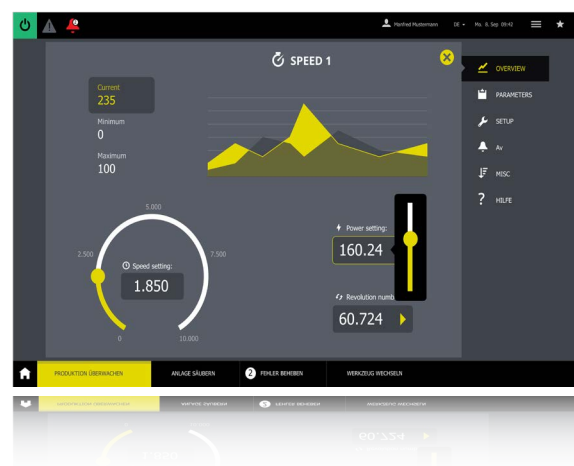 Manfred Mustermann
DE
Mo. 8. Sep 09:42
SPEED 1
OVERVIEW
PARAMETERS
SETUP
Av
MISC
? HILFE
Current
235
Minimum
0
Maximum
100
5.000
2.500
7.500
Speed setting:
1.850
0
10.000
Power setting:
160.24
Revolution numb
60.724
PRODUKTION ÜBERWACHEN
ANLAGE SÄUBERN
2 FEHLER BEHEBEN
WERKZEUG WECHSELN